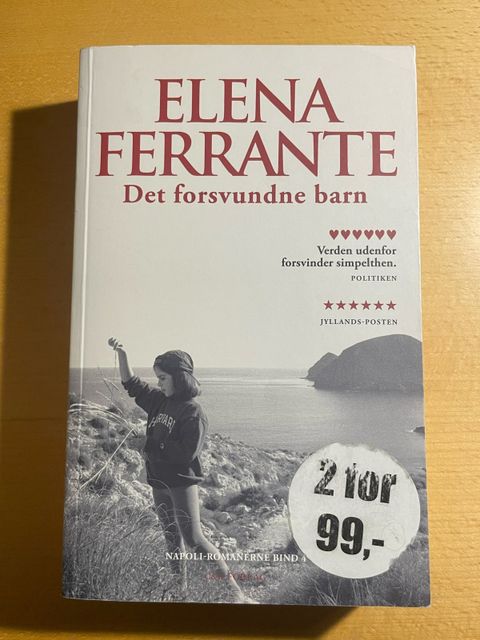 ELENA
FERRANTE
Det forsvundne barn
♥♥♥♥♥♥
Verden udenfor
forsvinder simpelthen.
POLITIKEN
★★★★★★
JYLLANDS-POSTEN
HARVARD
2 for
99,-
NAPOLI-ROMANERNE BIND 4